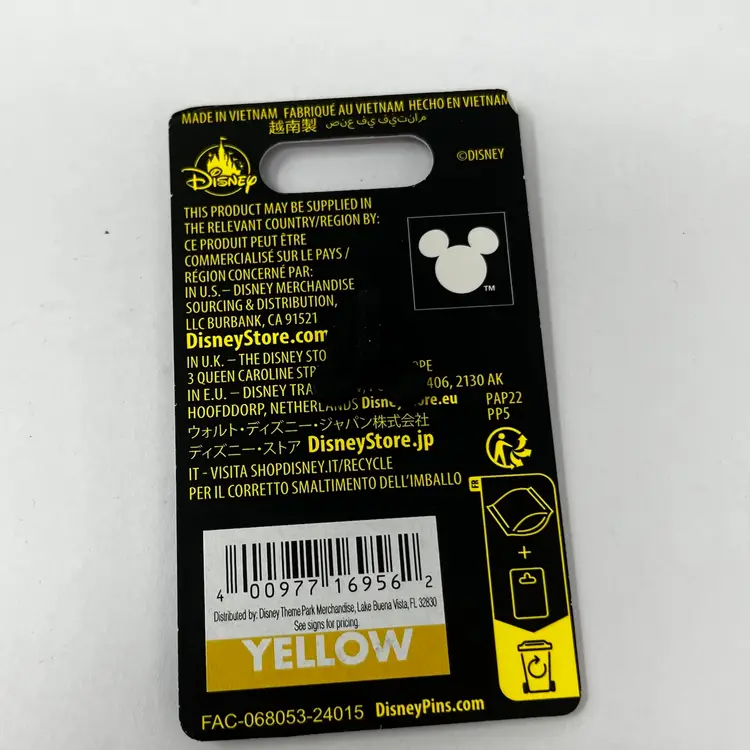 MADE IN VIETNAM FABRIQUÉ AU VIETNAM HECHO EN VIETNAM
越南製 صنع في فيتنام
Disney
©DISNEY
THIS PRODUCT MAY BE SUPPLIED IN
THE RELEVANT COUNTRY/REGION BY:
CE PRODUIT PEUT ÊTRE
COMMERCIALISÉ SUR LE PAYS /
RÉGION CONCERNÉ PAR:
IN U.S.– DISNEY MERCHANDISE
SOURCING & DISTRIBUTION,
LLC BURBANK, CA 91521
TM
DisneyStore.com
IN U.K. – THE DISNEY STO
3 QUEEN CAROLINE
IN E.U. – DISNEY 406, 2130 AK
HOOFDDORP, NETHERLANDS
ウォルト・ディズニー・ジャパン株式会社
ディズニー・ストア DisneyStore.jp
IT - VISITA SHOPDISNEY.IT/RECYCLE
PER IL CORRETTO SMALTIMENTO DELL'IMBALLO
PAP22
PP5
FR
+
4 00977 16956 2
Distributed by: Disney Theme Park Merchandise, Lake Buena Vista, FL 32830
See signs for pricing.
YELLOW
FAC-068053-24015 DisneyPins.com